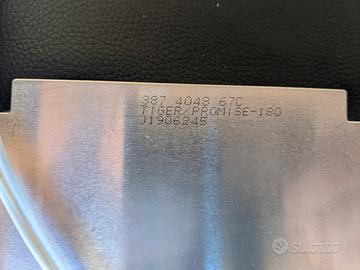 387 4048 67C
TIGER/PROMISE-180
J1906245
subito